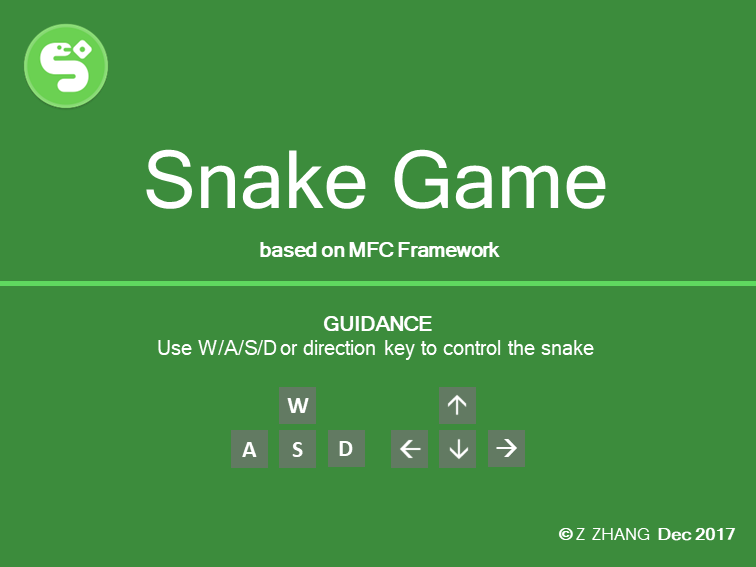 Snake Game
based on MFC Framework
GUIDANCE
Use W/A/S/D or direction key to control the snake
W ↑
A S D ← ↓ →
© Z ZHANG Dec 2017